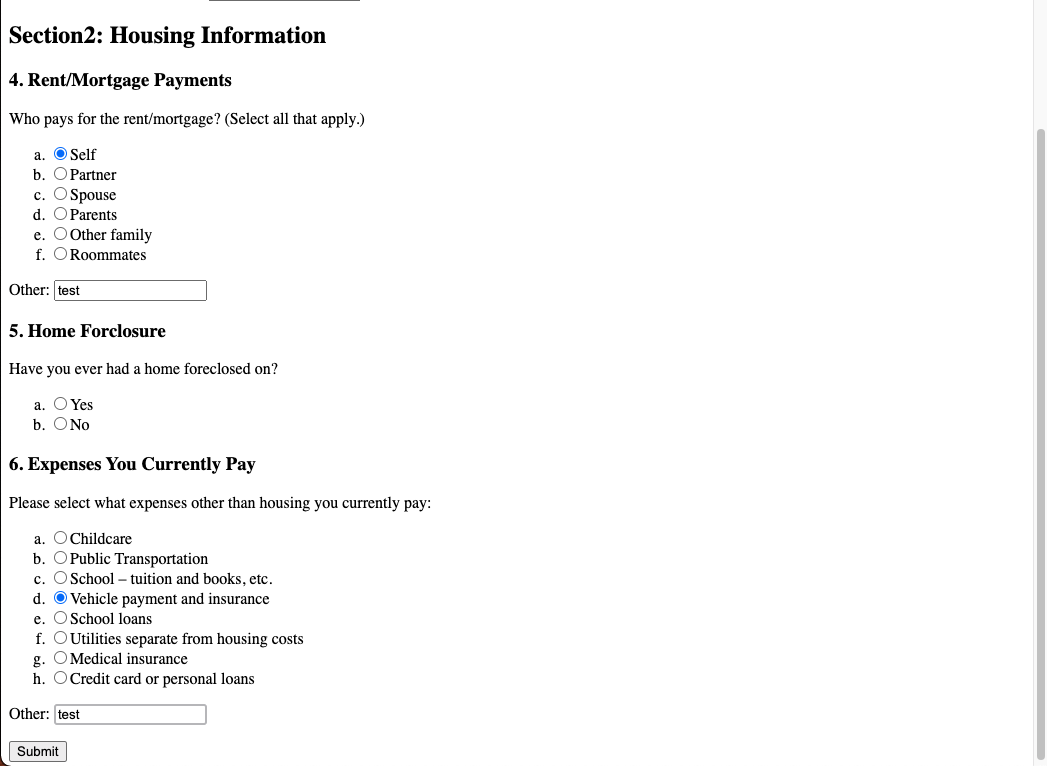 Section2: Housing Information
4. Rent/Mortgage Payments
Who pays for the rent/mortgage? (Select all that apply.)
a. Self
b. Partner
c. Spouse
d. Parents
e. Other family
f. Roommates
Other: test
5. Home Forclosure
Have you ever had a home foreclosed on?
a. Yes
b. No
6. Expenses You Currently Pay
Please select what expenses other than housing you currently pay:
a. Childcare
b. Public Transportation
c. School – tuition and books, etc.
d. Vehicle payment and insurance
e. School loans
f. Utilities separate from housing costs
g. Medical insurance
h. Credit card or personal loans
Other: test
Submit